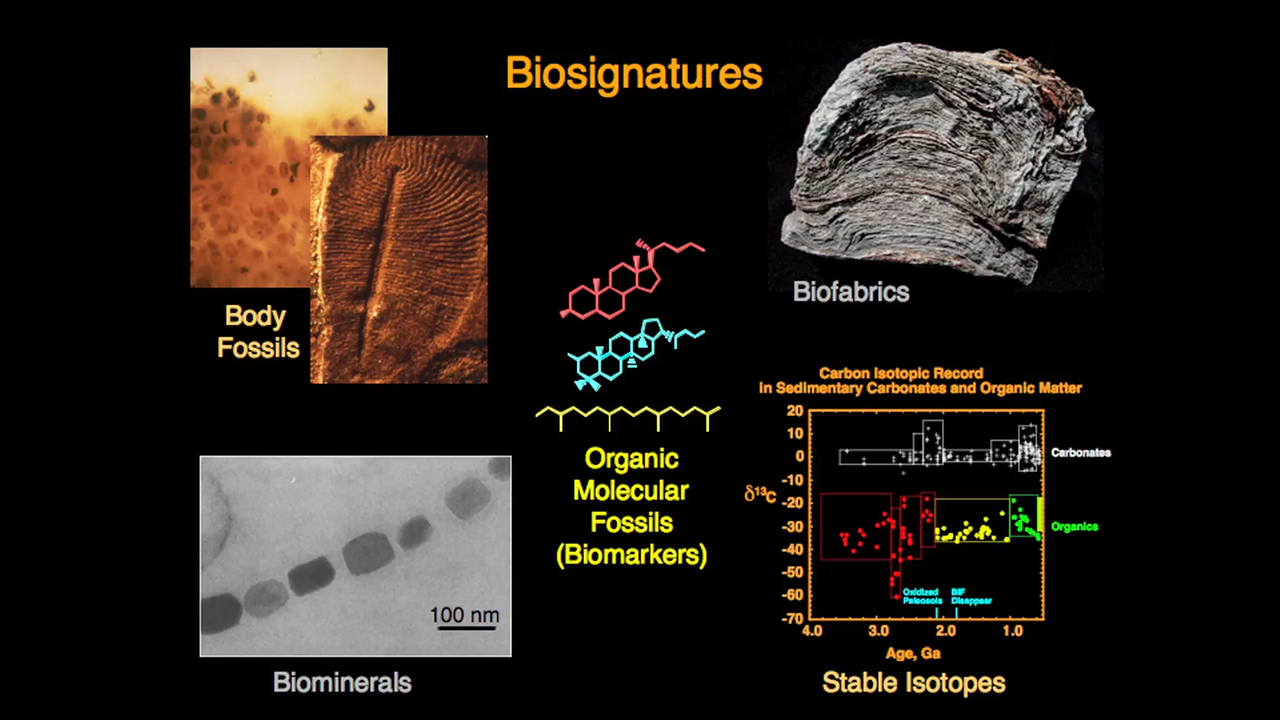 Biosignatures
Body
Fossils
Biofabrics
Organic
Molecular
Fossils
(Biomarkers)
100 nm
Biominerals
Carbon Isotopic Record
in Sedimentary Carbonates and Organic Matter
20
10
0
-10
-20
-30
-40
-50
-60
-70
δ¹³C
Carbonates
Organics
Oxidized
Paleosols
BIF
Disappear
4.0
3.0
2.0
1.0
Age, Ga
Stable Isotopes